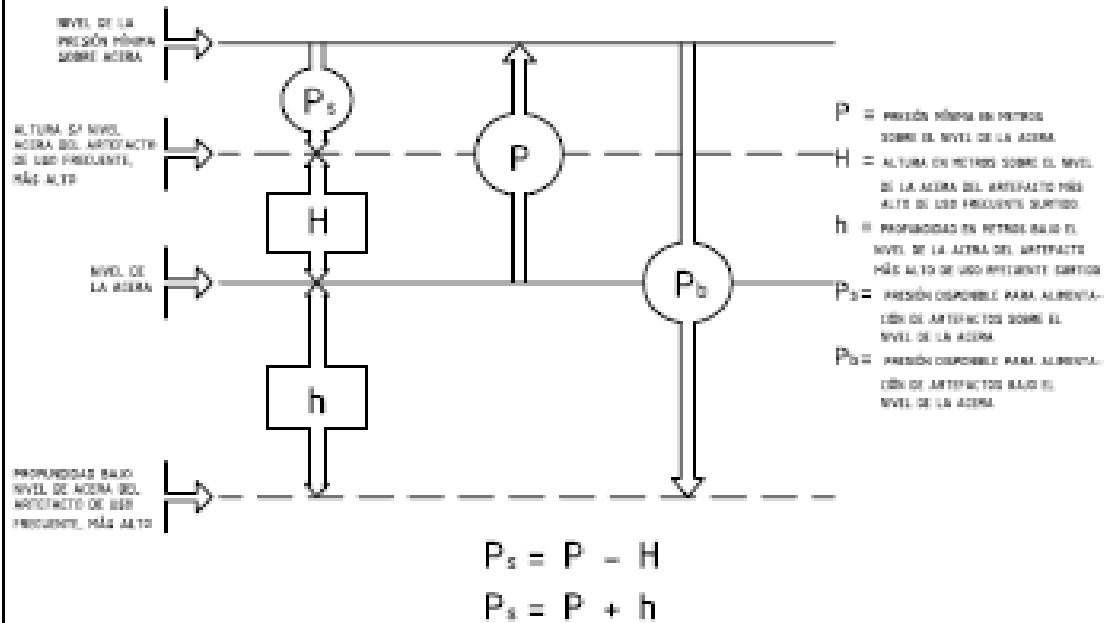 NIVEL DE LA
PRESIÓN MÍNIMA
SOBRE ACERA
ALTURA S/ NIVEL
ACERA DEL ARTEFACTO
DE USO FRECUENTE,
MÁS ALTO
NIVEL DE
LA ACERA
PROFUNDIDAD BAJO
NIVEL DE ACERA DEL
ARTEFACTO DE USO
FRECUENTE, MÁS ALTO
Ps
H
h
P
Pb
P = PRESIÓN MÍNIMA EN METROS
SOBRE EL NIVEL DE LA ACERA
H = ALTURA EN METROS SOBRE EL NIVEL
DE LA ACERA DEL ARTEFACTO MÁS
ALTO DE USO FRECUENTE SURTIDO
h = PROFUNDIDAD EN METROS BAJO EL
NIVEL DE LA ACERA DEL ARTEFACTO
MÁS ALTO DE USO FRECUENTE SURTIDO
Ps = PRESIÓN DISPONIBLE PARA ALIMENTA-
CIÓN DE ARTEFACTOS SOBRE EL
NIVEL DE LA ACERA
Pb = PRESIÓN DISPONIBLE PARA ALIMENTA-
CIÓN DE ARTEFACTOS BAJO EL
NIVEL DE LA ACERA
Ps = P - H
Ps = P + h